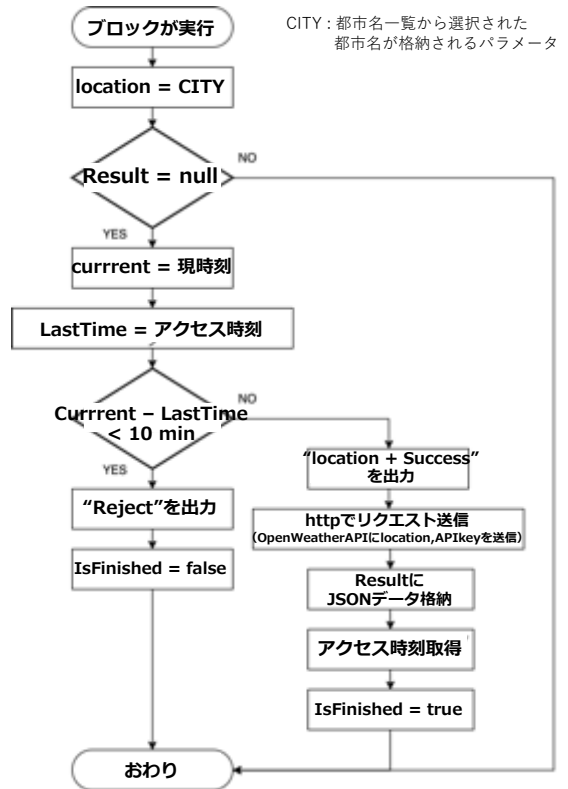 ブロックが実行
CITY : 都市名一覧から選択された
都市名が格納されるパラメータ
location = CITY
Result = null
NO
YES
currrent = 現時刻
LastTime = アクセス時刻
Currrent – LastTime
< 10 min
NO
YES
“location + Success”
を出力
“Reject”を出力
httpでリクエスト送信
(OpenWeatherAPIにlocation,APIkeyを送信)
IsFinished = false
Resultに
JSONデータ格納
アクセス時刻取得
IsFinished = true
おわり